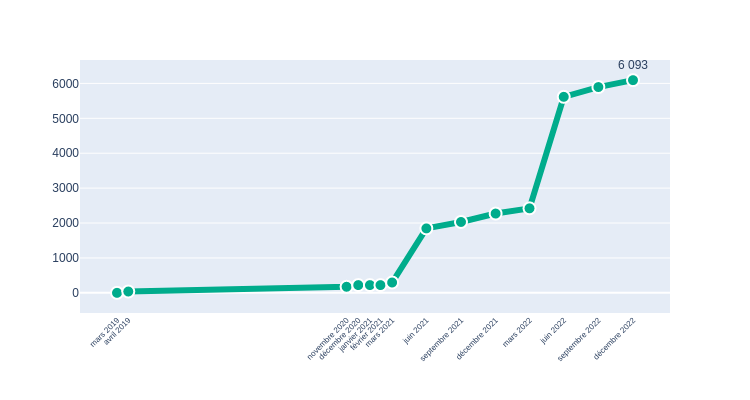 6 093
6000
5000
4000
3000
2000
1000
0
mars 2019
avril 2019
novembre 2020
décembre 2020
janvier 2021
février 2021
mars 2021
juin 2021
septembre 2021
décembre 2021
mars 2022
juin 2022
septembre 2022
décembre 2022